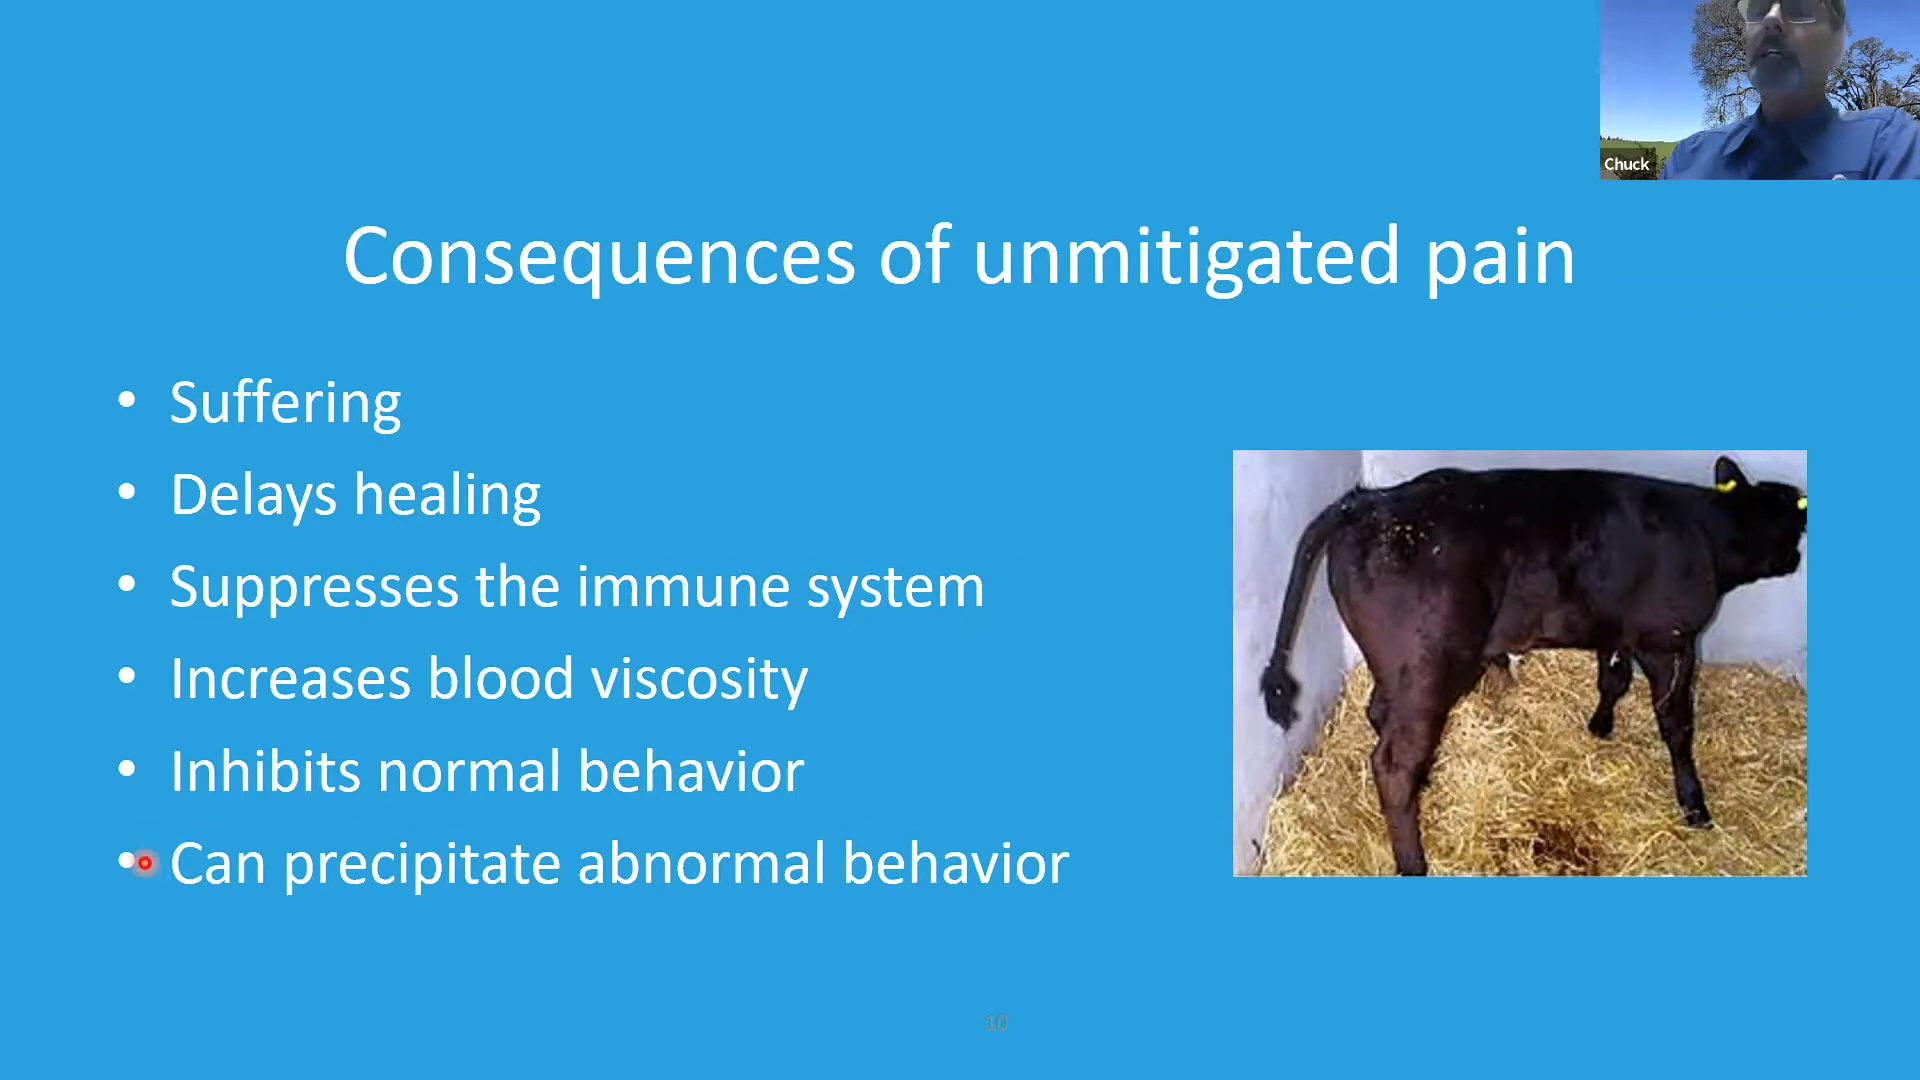 Chuck
Consequences of unmitigated pain
• Suffering
• Delays healing
• Suppresses the immune system
• Increases blood viscosity
• Inhibits normal behavior
• Can precipitate abnormal behavior
10